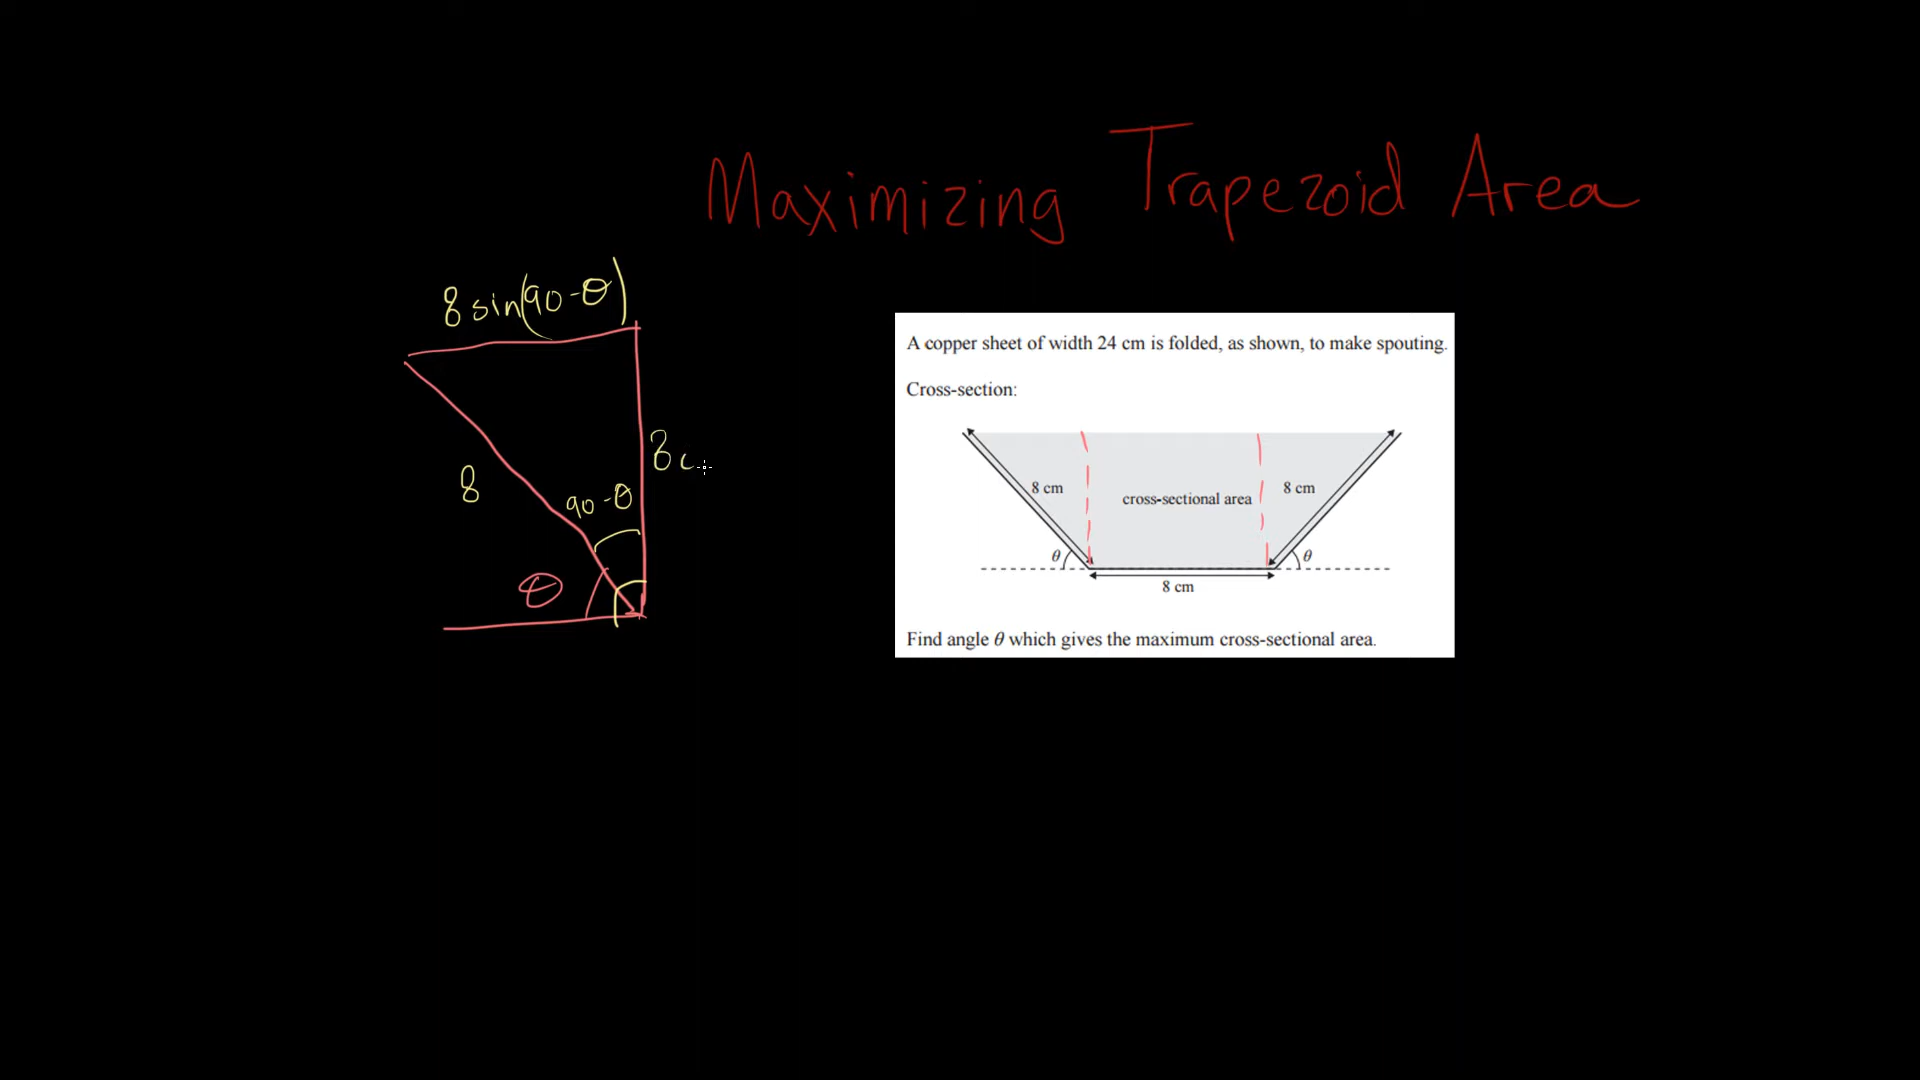 Maximizing Trapezoid Area
8 sin(90-θ)
8
90-θ
8c
θ
A copper sheet of width 24 cm is folded, as shown, to make spouting.
Cross-section:
8 cm
cross-sectional area
8 cm
θ
θ
8 cm
Find angle θ which gives the maximum cross-sectional area.